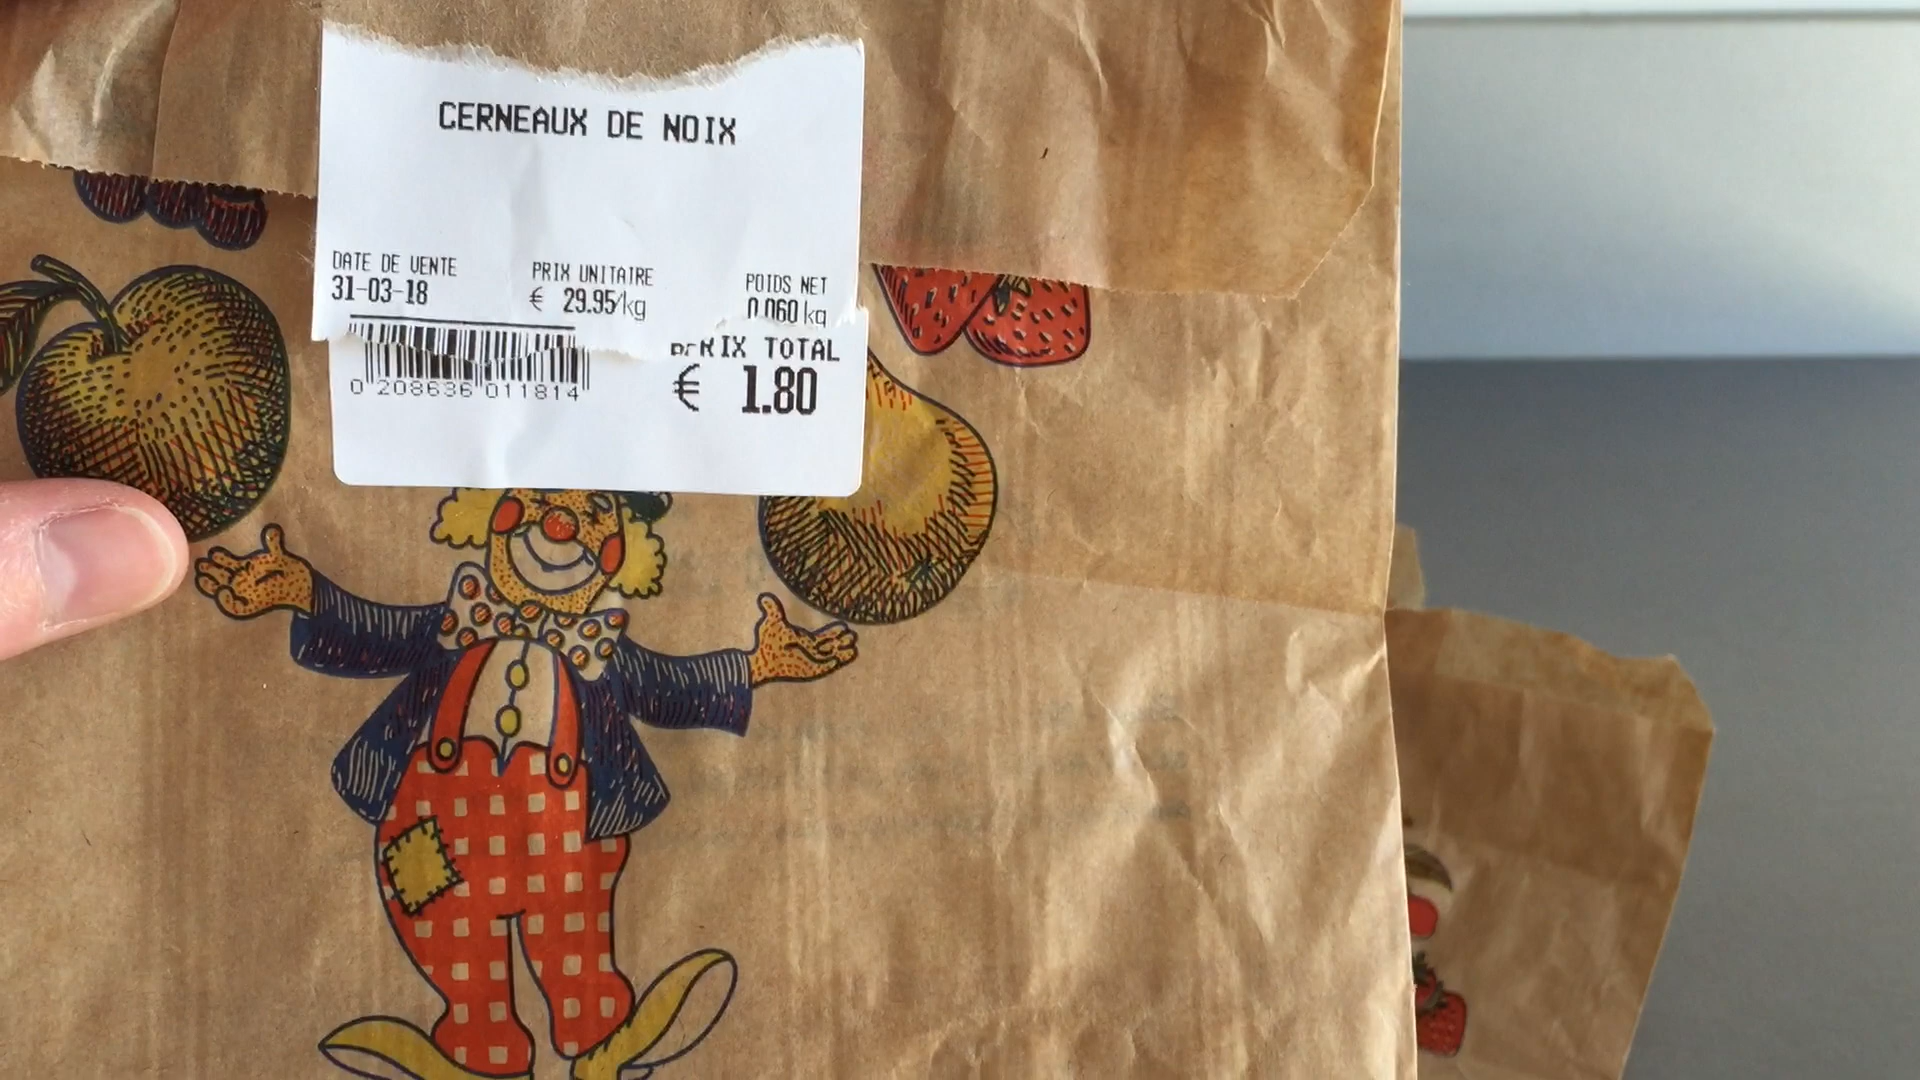 CERNEAUX DE NOIX
DATE DE VENTE PRIX UNITAIRE POIDS NET
31-03-18 € 29.95/kg 0.060 kg
PRIX TOTAL
€ 1.80
0 208636 011814